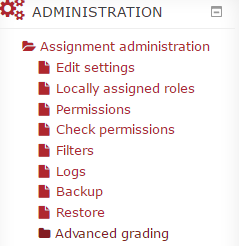 ADMINISTRATION
Assignment administration
Edit settings
Locally assigned roles
Permissions
Check permissions
Filters
Logs
Backup
Restore
Advanced grading